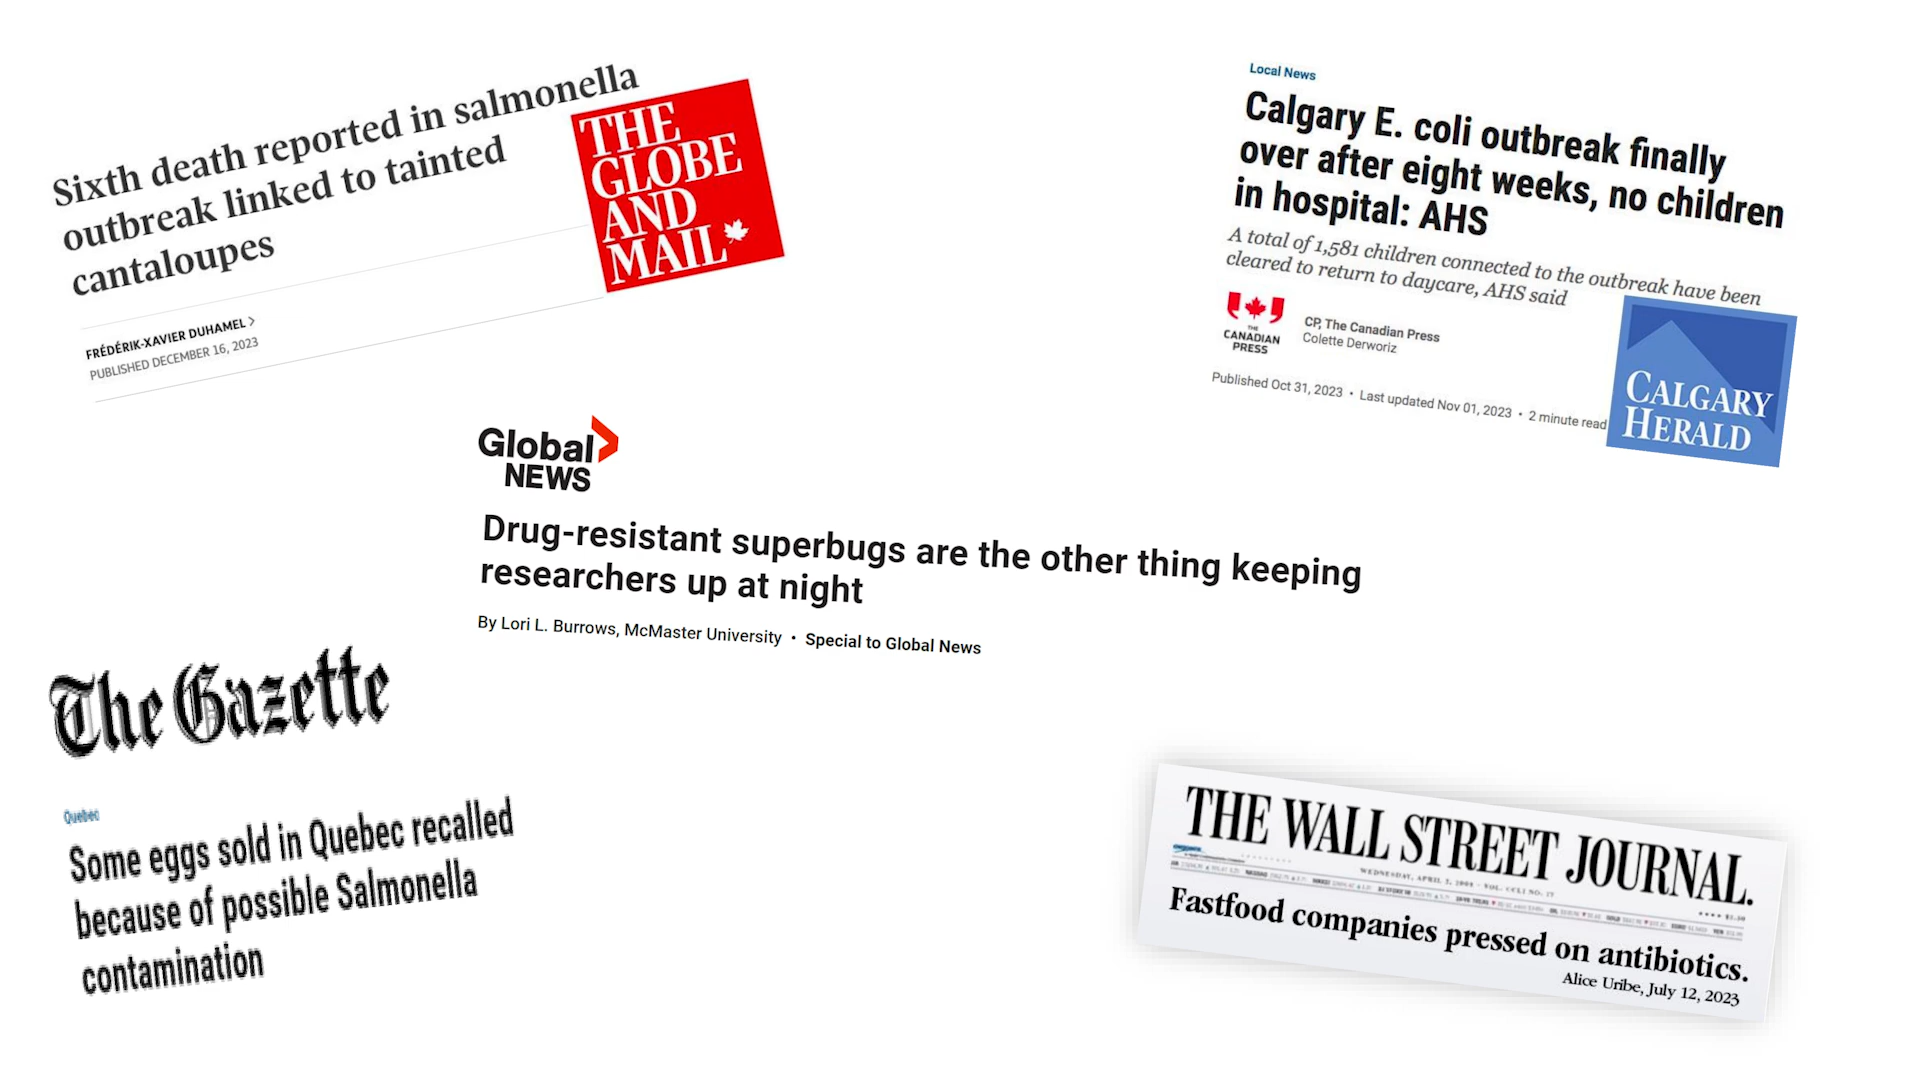 Sixth death reported in salmonella
outbreak linked to tainted
cantaloupes
FRÉDÉRIK-XAVIER DUHAMEL >
PUBLISHED DECEMBER 16, 2023
THE
GLOBE
AND
MAIL
Local News
Calgary E. coli outbreak finally
over after eight weeks, no children
in hospital: AHS
A total of 1,581 children connected to the outbreak have been
cleared to return to daycare, AHS said
THE
CANADIAN
PRESS
CP, The Canadian Press
Colette Derworiz
Published Oct 31, 2023 • Last updated Nov 01, 2023 • 2 minute read
CALGARY
HERALD
Global
NEWS
Drug-resistant superbugs are the other thing keeping
researchers up at night
By Lori L. Burrows, McMaster University • Special to Global News
The Gazette
Quebec
Some eggs sold in Quebec recalled
because of possible Salmonella
contamination
THE WALL STREET JOURNAL.
Fastfood companies pressed on antibiotics.
Alice Uribe, July 12, 2023